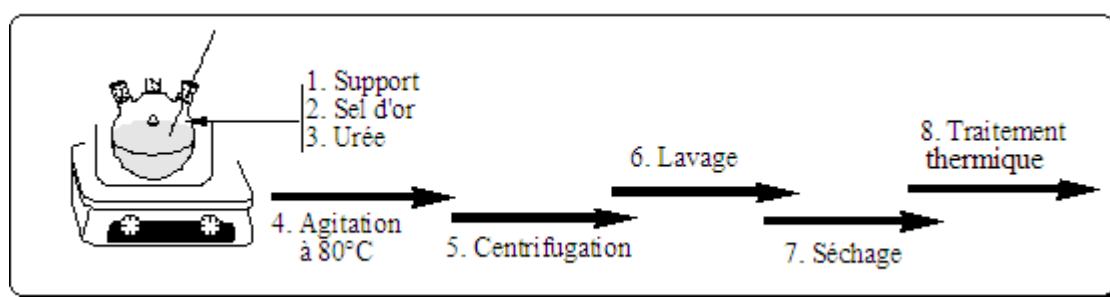 1. Support
2. Sel d'or
3. Urée
4. Agitation
à 80°C
5. Centrifugation
6. Lavage
7. Séchage
8. Traitement
thermique